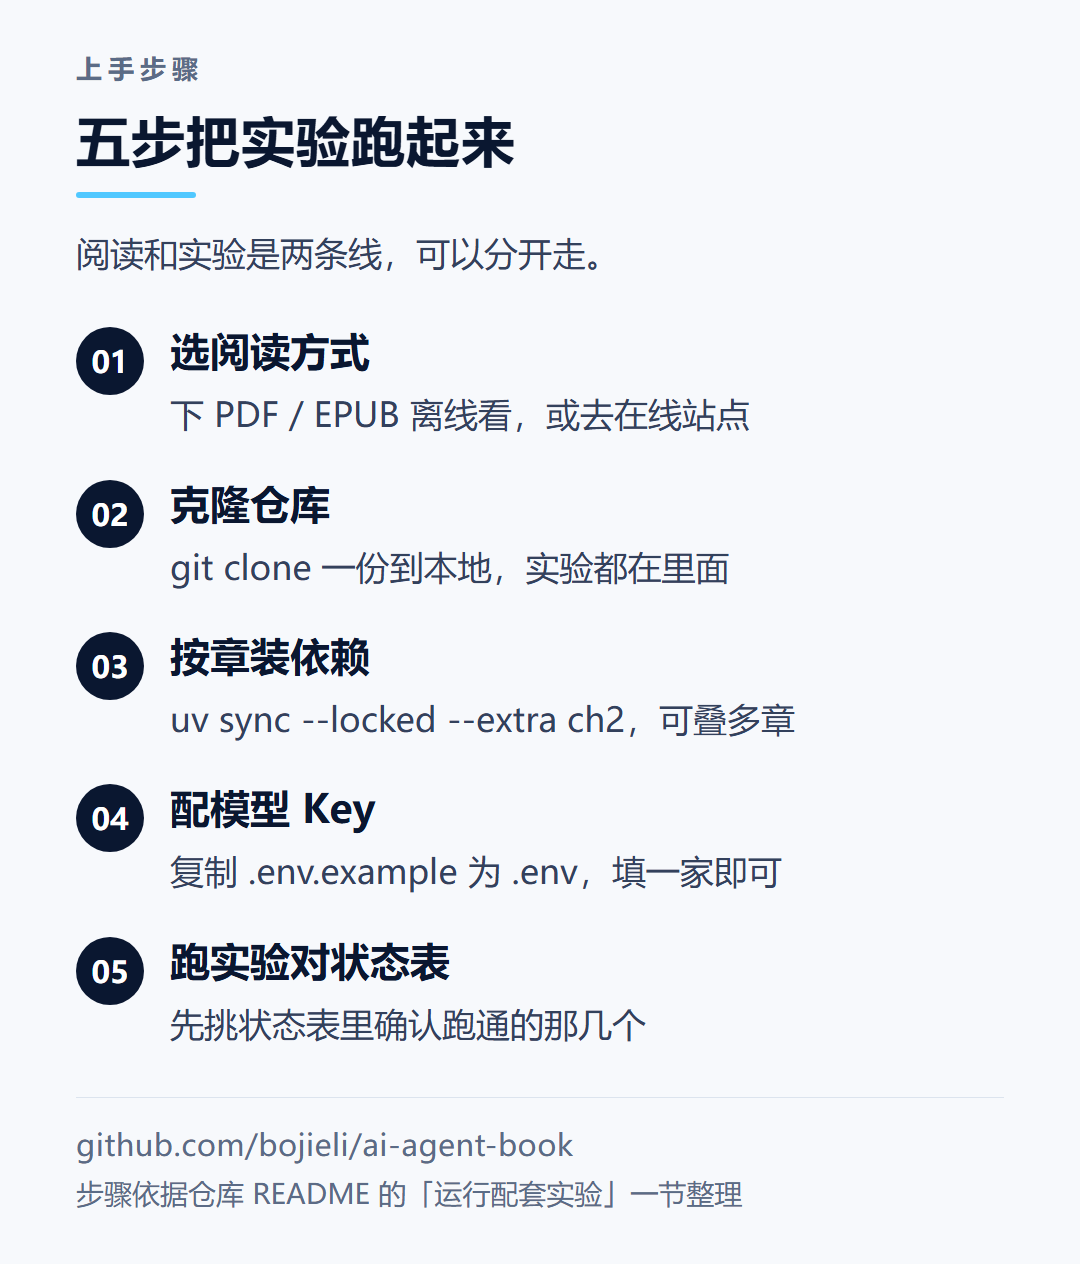 上手步骤
五步把实验跑起来
阅读和实验是两条线，可以分开走。
01
选阅读方式
下 PDF / EPUB 离线看，或去在线站点
02
克隆仓库
git clone 一份到本地，实验都在里面
03
按章装依赖
uv sync --locked --extra ch2，可叠多章
04
配模型 Key
复制 .env.example 为 .env，填一家即可
05
跑实验对状态表
先挑状态表里确认跑通的那几个
github.com/bojieli/ai-agent-book
步骤依据仓库 README 的「运行配套实验」一节整理